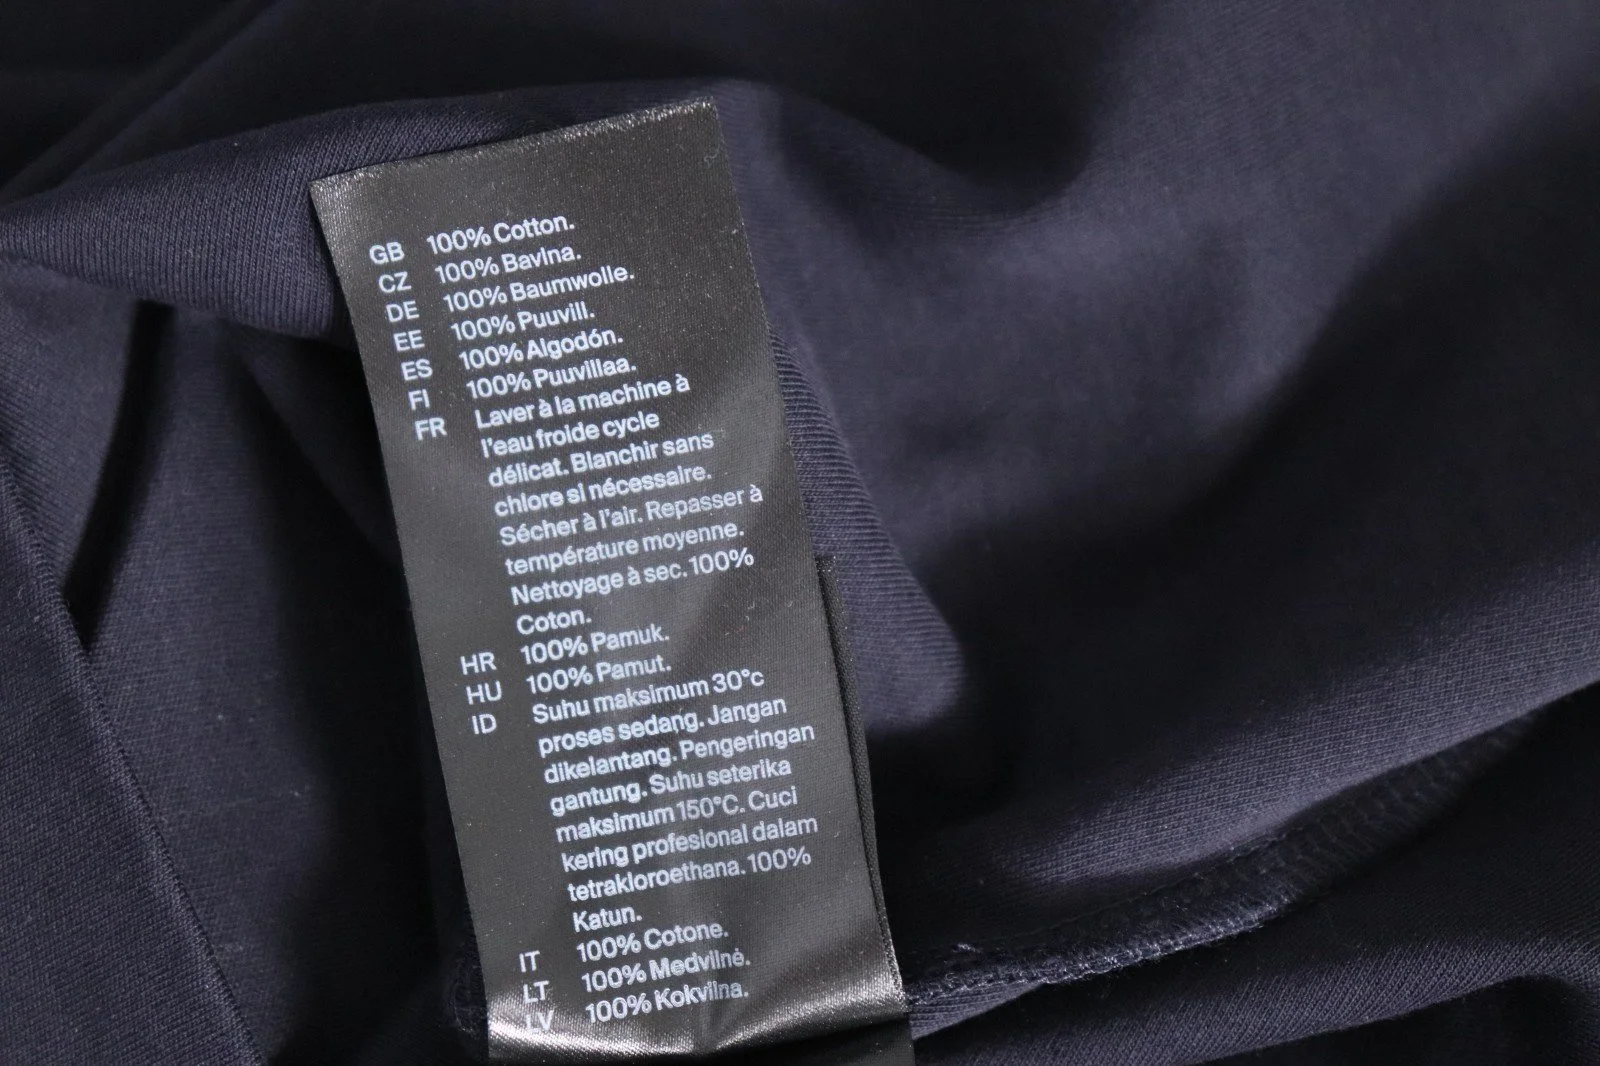 GB 100% Cotton.
CZ 100% Bavlna.
DE 100% Baumwolle.
EE 100% Puuvill.
ES 100% Algodón.
FI 100% Puuvillaa.
FR Laver à la machine à
l'eau froide cycle
délicat. Blanchir sans
chlore si nécessaire.
Sécher à l'air. Repasser à
température moyenne.
Nettoyage à sec. 100%
Coton.
HR 100% Pamuk.
HU 100% Pamut.
ID Suhu maksimum 30°c
proses sedang. Jangan
dikelantang. Pengeringan
gantung. Suhu seterika
maksimum 150°C. Cuci
kering profesional dalam
tetrakloroethana. 100%
Katun.
IT 100% Cotone.
LT 100% Medvilnė.
LV 100% Kokvilna.